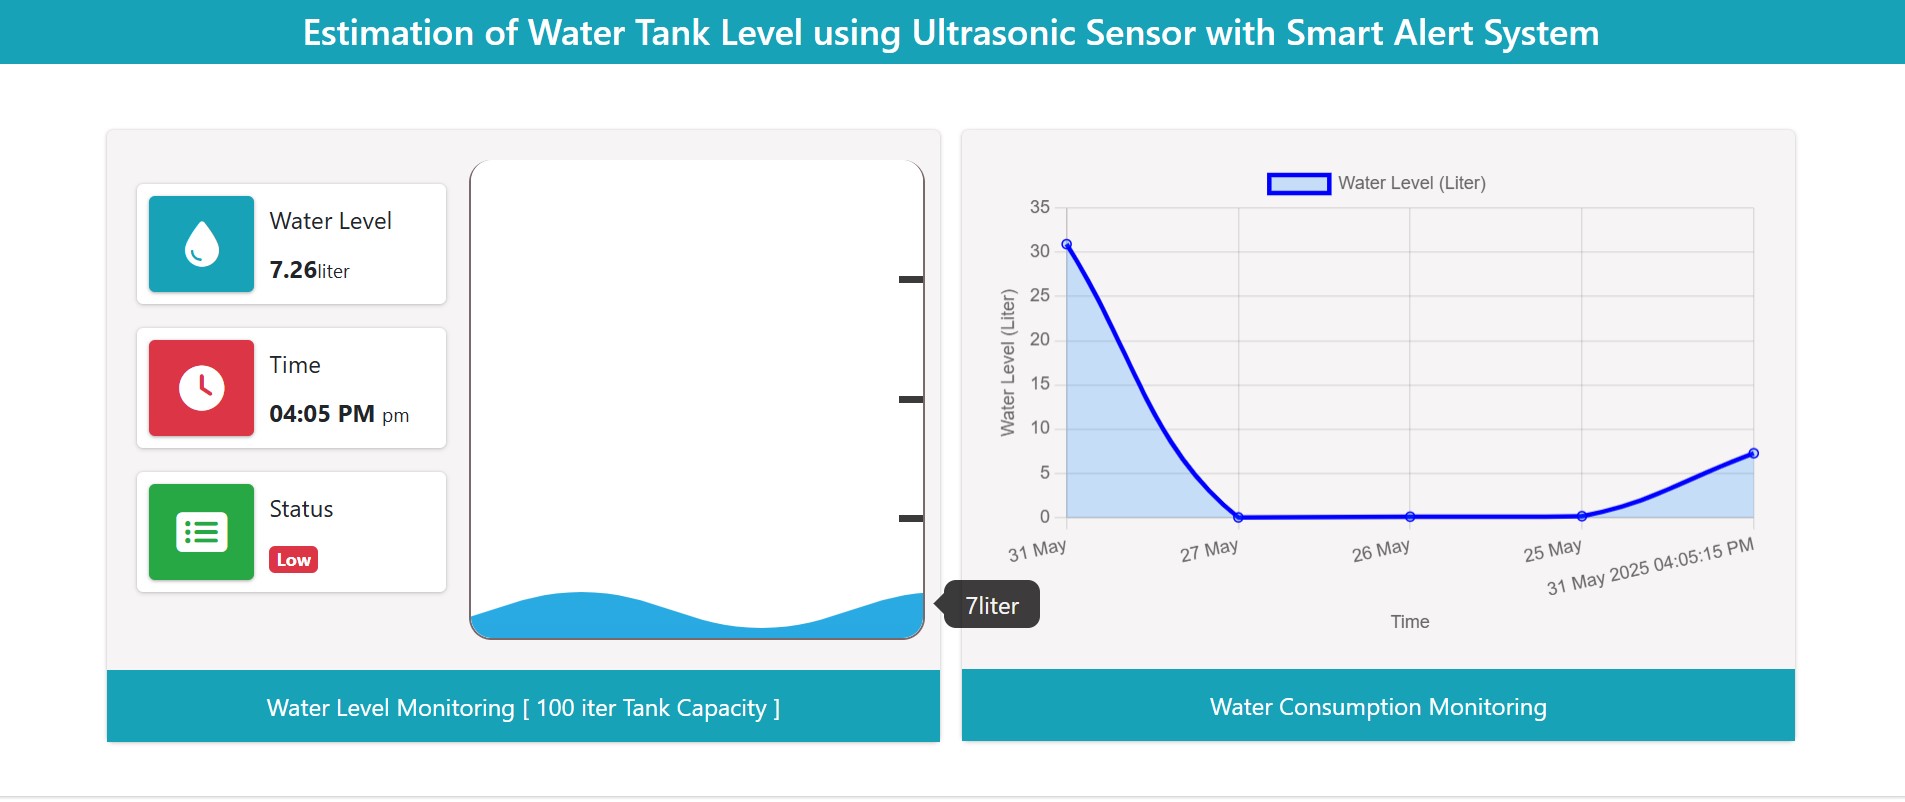 Estimation of Water Tank Level using Ultrasonic Sensor with Smart Alert System
Water Level
7.26liter
Time
04:05 PM pm
Status
Low
7liter
Water Level Monitoring [ 100 iter Tank Capacity ]
Water Level (Liter)
Water Level (Liter)
35
30
25
20
15
10
5
0
31 May
27 May
26 May
25 May
31 May 2025 04:05:15 PM
Time
Water Consumption Monitoring